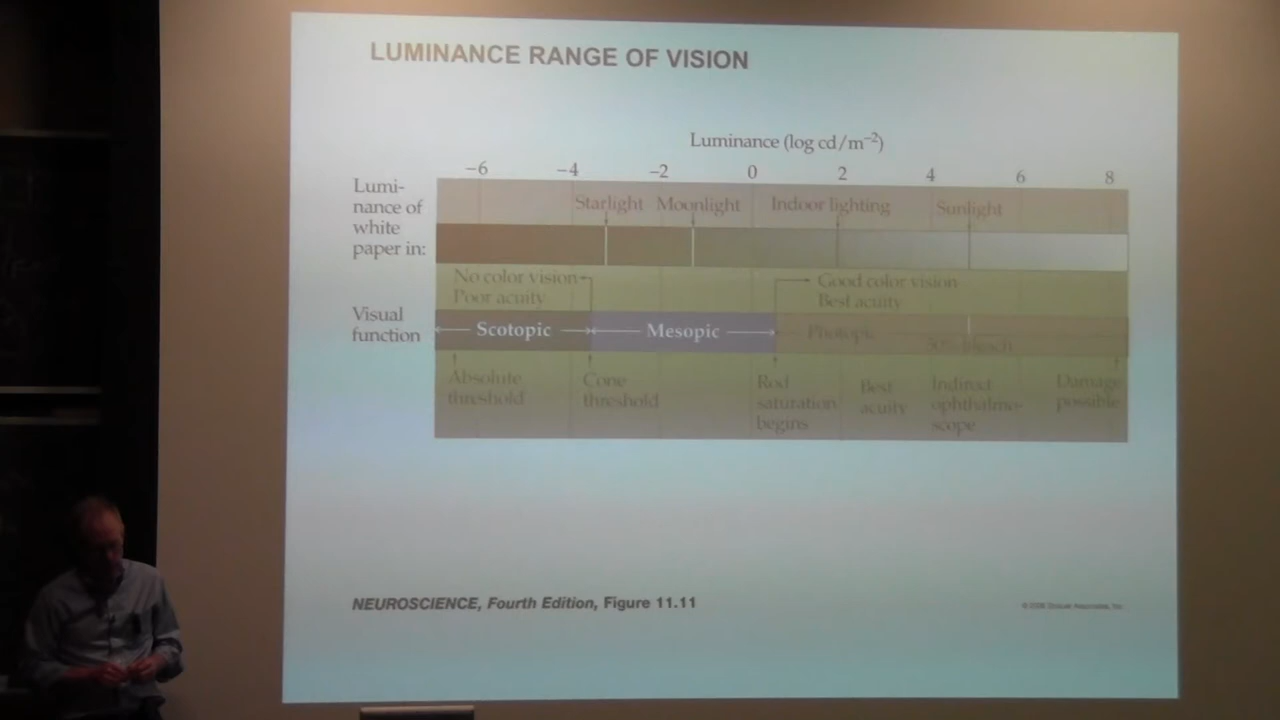 LUMINANCE RANGE OF VISION
Luminance (log cd/m–2)
–6 –4 –2 0 2 4 6 8
Lumi-
nance of
white
paper in:
Starlight Moonlight Indoor lighting Sunlight
No color vision
Poor acuity
Good color vision
Best acuity
Visual
function
Scotopic Mesopic Photopic
Absolute
threshold
Cone
threshold
Rod
saturation
begins
Best
acuity
Indirect
ophthalmo-
scope
Damage
possible
NEUROSCIENCE, Fourth Edition, Figure 11.11